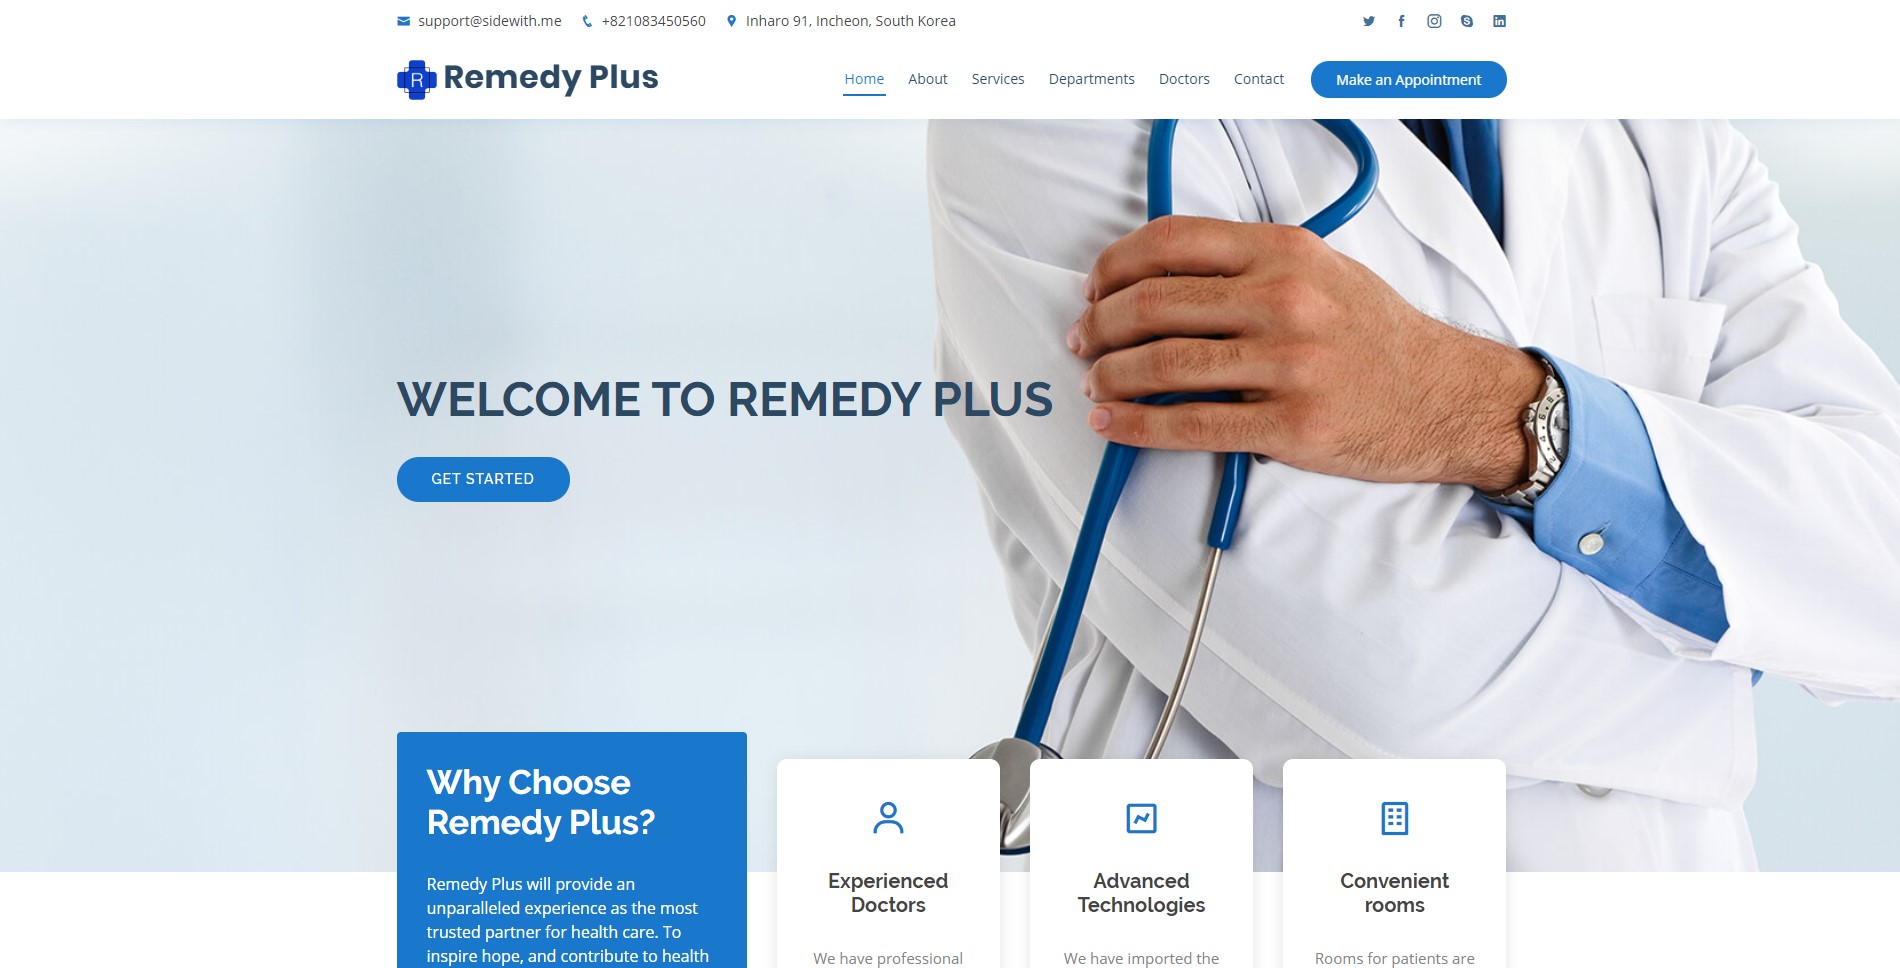 support@sidewith.me +821083450560 Inharo 91, Incheon, South Korea
R Remedy Plus
Home About Services Departments Doctors Contact Make an Appointment
WELCOME TO REMEDY PLUS
GET STARTED
Why Choose
Remedy Plus?
Remedy Plus will provide an
unparalleled experience as the most
trusted partner for health care. To
inspire hope, and contribute to health
Experienced
Doctors
We have professional
Advanced
Technologies
We have imported the
Convenient
rooms
Rooms for patients are